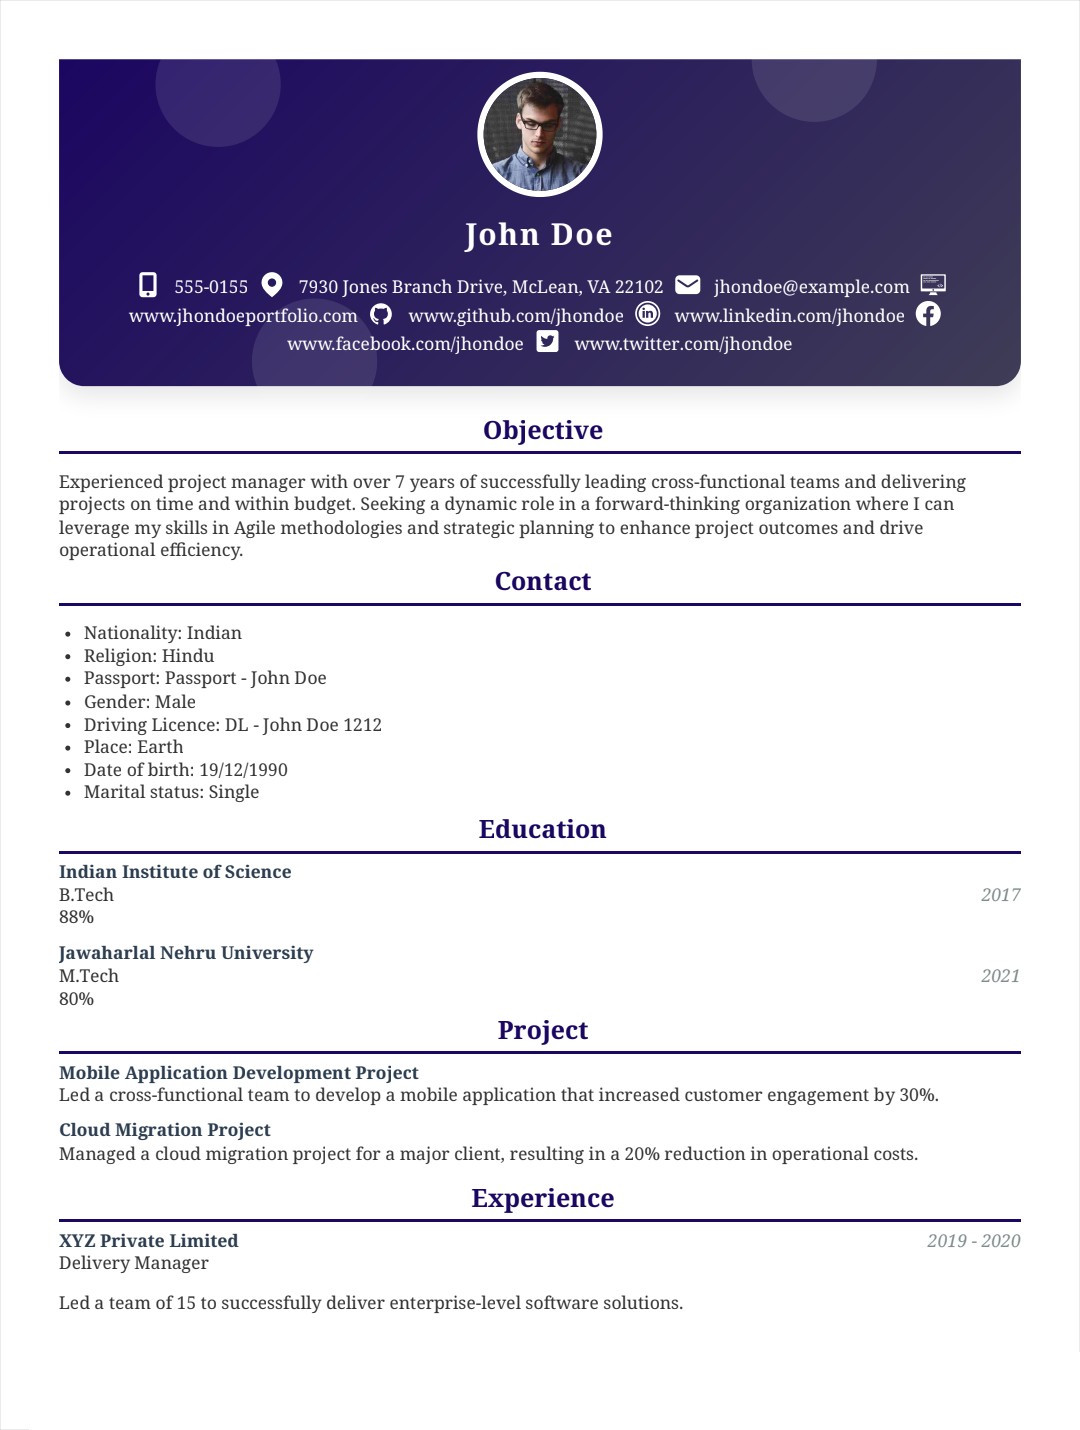 John Doe
555-0155 7930 Jones Branch Drive, McLean, VA 22102 jhondoe@example.com
www.jhondoeportfolio.com www.github.com/jhondoe www.linkedin.com/jhondoe
www.facebook.com/jhondoe www.twitter.com/jhondoe
Objective
Experienced project manager with over 7 years of successfully leading cross-functional teams and delivering
projects on time and within budget. Seeking a dynamic role in a forward-thinking organization where I can
leverage my skills in Agile methodologies and strategic planning to enhance project outcomes and drive
operational efficiency.
Contact
• Nationality: Indian
• Religion: Hindu
• Passport: Passport - John Doe
• Gender: Male
• Driving Licence: DL - John Doe 1212
• Place: Earth
• Date of birth: 19/12/1990
• Marital status: Single
Education
Indian Institute of Science
B.Tech 2017
88%
Jawaharlal Nehru University
M.Tech 2021
80%
Project
Mobile Application Development Project
Led a cross-functional team to develop a mobile application that increased customer engagement by 30%.
Cloud Migration Project
Managed a cloud migration project for a major client, resulting in a 20% reduction in operational costs.
Experience
XYZ Private Limited 2019 - 2020
Delivery Manager
Led a team of 15 to successfully deliver enterprise-level software solutions.